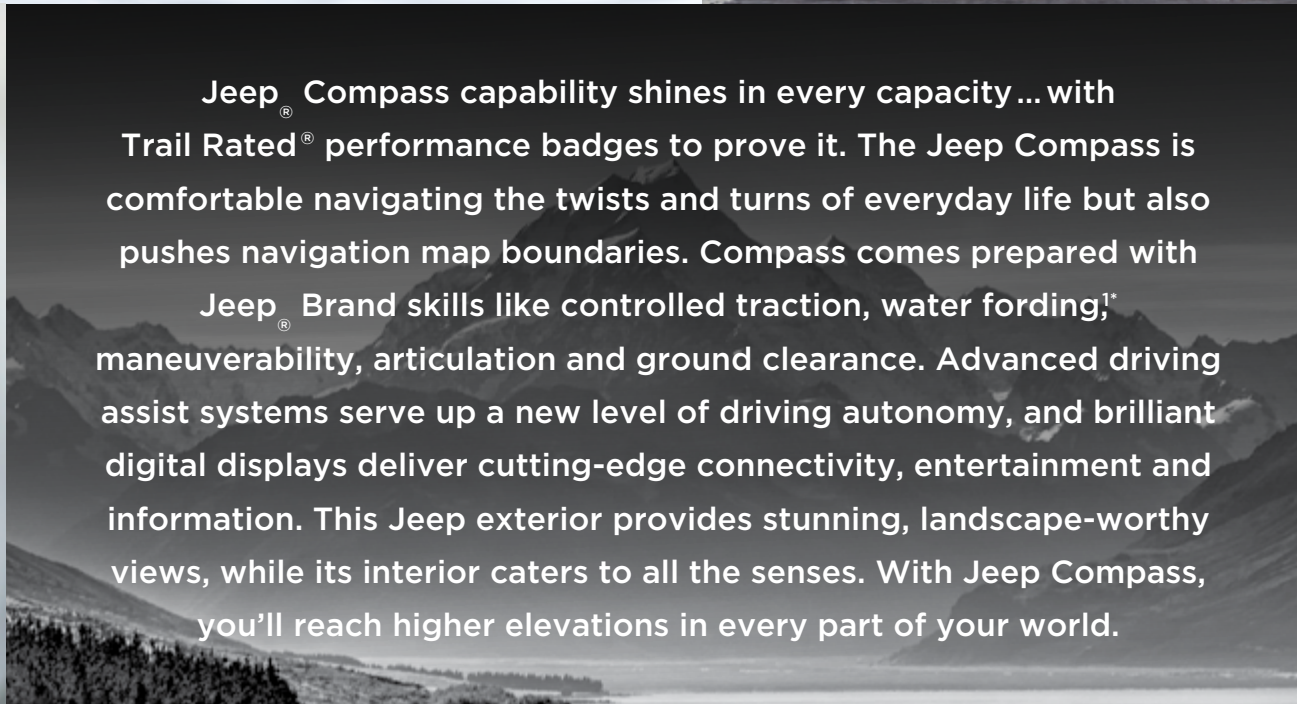 Jeep® Compass capability shines in every capacity... with
Trail Rated® performance badges to prove it. The Jeep Compass is
comfortable navigating the twists and turns of everyday life but also
pushes navigation map boundaries. Compass comes prepared with
Jeep® Brand skills like controlled traction, water fording,¹*
maneuverability, articulation and ground clearance. Advanced driving
assist systems serve up a new level of driving autonomy, and brilliant
digital displays deliver cutting-edge connectivity, entertainment and
information. This Jeep exterior provides stunning, landscape-worthy
views, while its interior caters to all the senses. With Jeep Compass,
you’ll reach higher elevations in every part of your world.